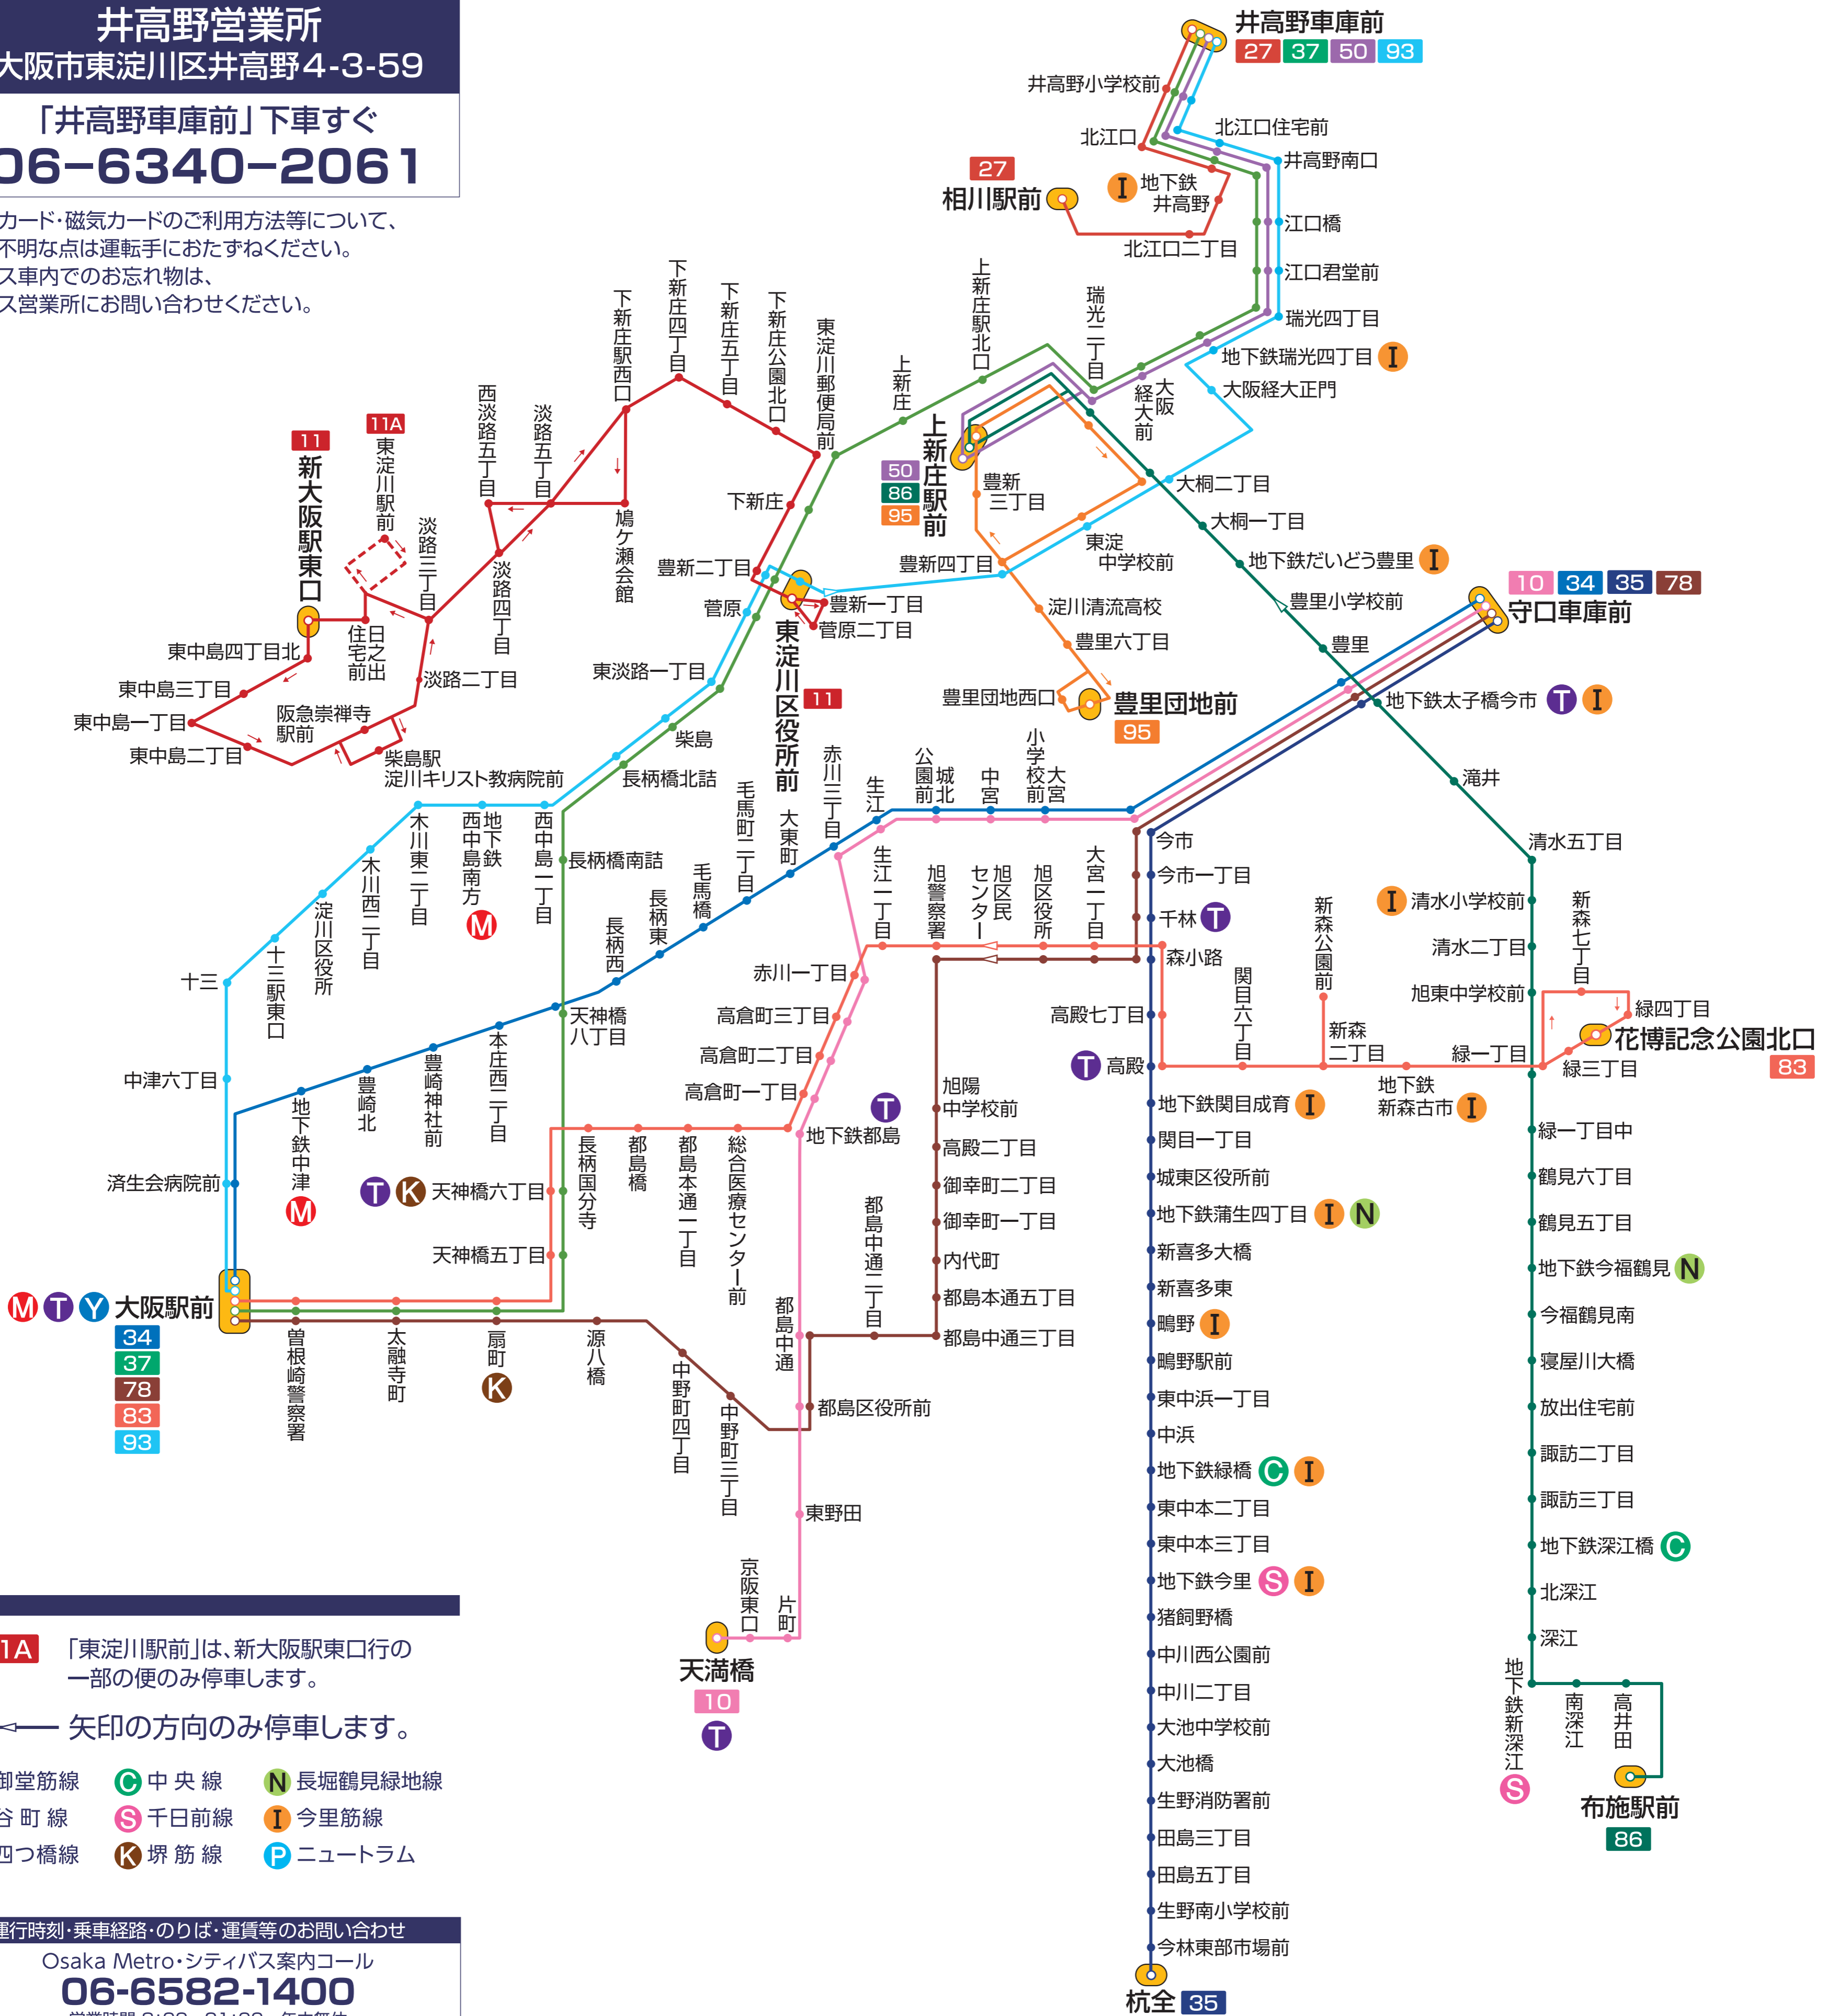 井高野営業所
大阪市東淀川区井高野4-3-59
「井高野車庫前」下車すぐ
06−6340−2061
カード・磁気カードのご利用方法等について、
不明な点は運転手におたずねください。
ス車内でのお忘れ物は、
ス営業所にお問い合わせください。
井高野車庫前
27 37 50 93
井高野小学校前
北江口
北江口住宅前
井高野南口
27
相川駅前
I 地下鉄
井高野
北江口二丁目
江口橋
江口君堂前
瑞光四丁目
地下鉄瑞光四丁目 I
大阪経大正門
上新庄駅北口
瑞光二丁目
大阪
経大前
上新庄
上新庄駅前
50
86
95
下新庄駅西口
下新庄四丁目
下新庄五丁目
下新庄公園北口
東淀川郵便局前
西淡路五丁目
淡路五丁目
11A
東淀川駅前
11
新大阪駅東口
淡路三丁目
淡路四丁目
鳩ケ瀬会館
下新庄
豊新二丁目
菅原
豊新一丁目
菅原二丁目
東淀川区役所前
11
日之出
住宅前
東中島四丁目北
東中島三丁目
東中島一丁目
東中島二丁目
阪急崇禅寺
駅前
淡路二丁目
柴島駅
淀川キリスト教病院前
東淡路一丁目
柴島
長柄橋北詰
豊新
三丁目
豊新四丁目
東淀
中学校前
大桐二丁目
大桐一丁目
地下鉄だいどう豊里 I
豊里小学校前
豊里
淀川清流高校
豊里六丁目
豊里団地西口
豊里団地前
95
10 34 35 78
守口車庫前
地下鉄太子橋今市 T I
滝井
清水五丁目
I 清水小学校前
清水二丁目
旭東中学校前
新森七丁目
緑四丁目
花博記念公園北口
83
緑三丁目
緑一丁目
地下鉄
新森古市 I
新森
二丁目
新森公園前
関目六丁目
赤川三丁目
生江
城北
公園前
中宮
大宮
小学校前
今市
今市一丁目
千林 T
森小路
高殿七丁目
T 高殿
地下鉄関目成育 I
関目一丁目
城東区役所前
地下鉄蒲生四丁目 I N
新喜多大橋
新喜多東
鴫野 I
鴫野駅前
東中浜一丁目
中浜
地下鉄緑橋 C I
東中本二丁目
東中本三丁目
地下鉄今里 S I
猪飼野橋
中川西公園前
中川二丁目
大池中学校前
大池橋
生野消防署前
田島三丁目
田島五丁目
生野南小学校前
今林東部市場前
杭全 35
緑一丁目中
鶴見六丁目
鶴見五丁目
地下鉄今福鶴見 N
今福鶴見南
寝屋川大橋
放出住宅前
諏訪二丁目
諏訪三丁目
地下鉄深江橋 C
北深江
深江
地下鉄新深江
S
南深江
高井田
布施駅前
86
毛馬町二丁目
大東町
毛馬橋
長柄東
長柄西
天神橋
八丁目
長柄橋南詰
西中島一丁目
地下鉄
西中島南方
M
木川東二丁目
木川西二丁目
淀川区役所
十三駅東口
十三
中津六丁目
済生会病院前
地下鉄中津
M
豊崎北
豊崎神社前
本庄西二丁目
生江一丁目
旭警察署
旭区民
センター
旭区役所
大宮一丁目
赤川一丁目
高倉町三丁目
高倉町二丁目
高倉町一丁目
T
地下鉄都島
旭陽
中学校前
高殿二丁目
御幸町二丁目
御幸町一丁目
内代町
都島本通五丁目
都島中通三丁目
都島中通二丁目
T K 天神橋六丁目
天神橋五丁目
長柄国分寺
都島橋
都島本通一丁目
総合医療センター前
都島中通
都島区役所前
M T Y 大阪駅前
34
37
78
83
93
曽根崎警察署
太融寺町
扇町
K
源八橋
中野町四丁目
中野町三丁目
東野田
京阪東口
片町
天満橋
10
T
1A 「東淀川駅前」は、新大阪駅東口行の
一部の便のみ停車します。
矢印の方向のみ停車します。
御堂筋線 C 中央線 N 長堀鶴見緑地線
谷町線 S 千日前線 I 今里筋線
四つ橋線 K 堺筋線 P ニュートラム
運行時刻・乗車経路・のりば・運賃等のお問い合わせ
Osaka Metro・シティバス案内コール
06-6582-1400